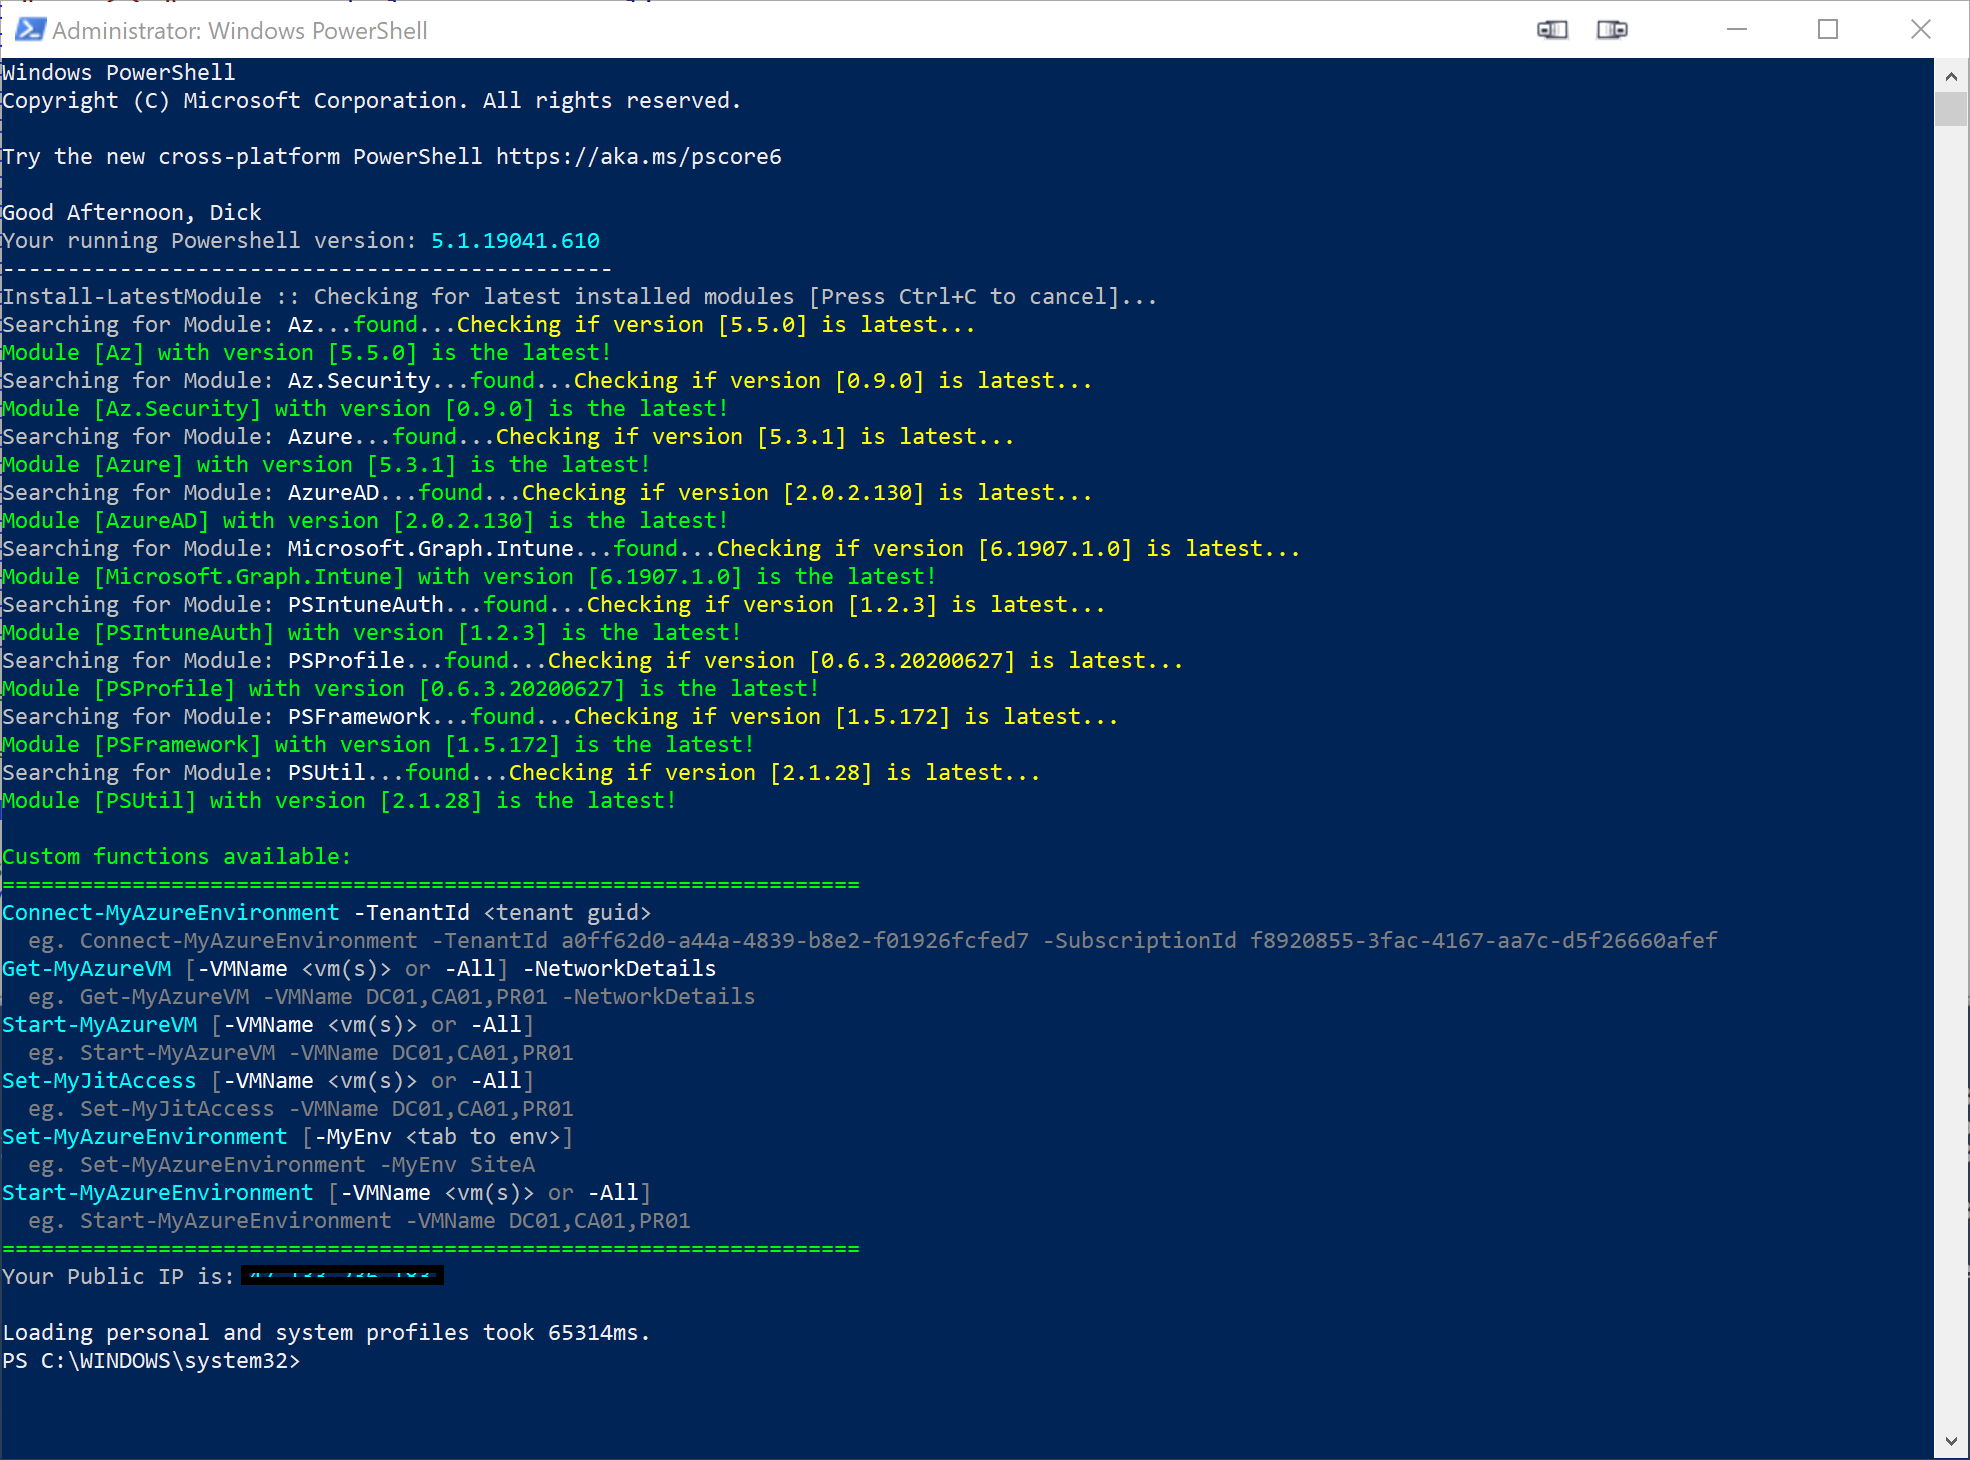 Administrator: Windows PowerShell
Windows PowerShell
Copyright (C) Microsoft Corporation. All rights reserved.
Try the new cross-platform PowerShell https://aka.ms/pscore6
Good Afternoon, Dick
Your running Powershell version: 5.1.19041.610
-----------------------------------------------
Install-LatestModule :: Checking for latest installed modules [Press Ctrl+C to cancel]...
Searching for Module: Az...found...Checking if version [5.5.0] is latest...
Module [Az] with version [5.5.0] is the latest!
Searching for Module: Az.Security...found...Checking if version [0.9.0] is latest...
Module [Az.Security] with version [0.9.0] is the latest!
Searching for Module: Azure...found...Checking if version [5.3.1] is latest...
Module [Azure] with version [5.3.1] is the latest!
Searching for Module: AzureAD...found...Checking if version [2.0.2.130] is latest...
Module [AzureAD] with version [2.0.2.130] is the latest!
Searching for Module: Microsoft.Graph.Intune...found...Checking if version [6.1907.1.0] is latest...
Module [Microsoft.Graph.Intune] with version [6.1907.1.0] is the latest!
Searching for Module: PSIntuneAuth...found...Checking if version [1.2.3] is latest...
Module [PSIntuneAuth] with version [1.2.3] is the latest!
Searching for Module: PSProfile...found...Checking if version [0.6.3.20200627] is latest...
Module [PSProfile] with version [0.6.3.20200627] is the latest!
Searching for Module: PSFramework...found...Checking if version [1.5.172] is latest...
Module [PSFramework] with version [1.5.172] is the latest!
Searching for Module: PSUtil...found...Checking if version [2.1.28] is latest...
Module [PSUtil] with version [2.1.28] is the latest!
Custom functions available:
==================================================================
Connect-MyAzureEnvironment -TenantId <tenant guid>
eg. Connect-MyAzureEnvironment -TenantId a0ff62d0-a44a-4839-b8e2-f01926fcfed7 -SubscriptionId f8920855-3fac-4167-aa7c-d5f26660afef
Get-MyAzureVM [-VMName <vm(s)> or -All] -NetworkDetails
eg. Get-MyAzureVM -VMName DC01,CA01,PR01 -NetworkDetails
Start-MyAzureVM [-VMName <vm(s)> or -All]
eg. Start-MyAzureVM -VMName DC01,CA01,PR01
Set-MyJitAccess [-VMName <vm(s)> or -All]
eg. Set-MyJitAccess -VMName DC01,CA01,PR01
Set-MyAzureEnvironment [-MyEnv <tab to env>]
eg. Set-MyAzureEnvironment -MyEnv SiteA
Start-MyAzureEnvironment [-VMName <vm(s)> or -All]
eg. Start-MyAzureEnvironment -VMName DC01,CA01,PR01
==================================================================
Your Public IP is:
Loading personal and system profiles took 65314ms.
PS C:\WINDOWS\system32>